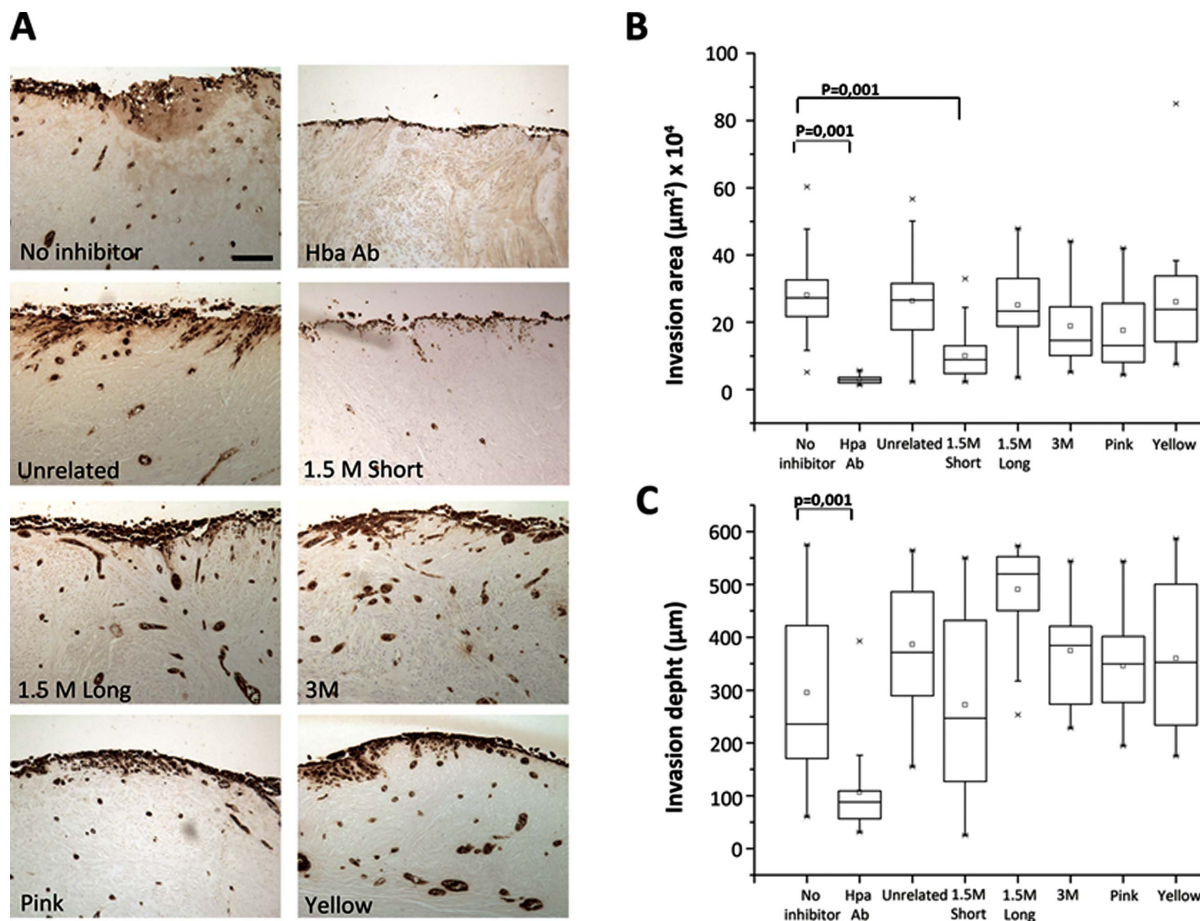 A
No inhibitor
Hba Ab
Unrelated
1.5 M Short
1.5 M Long
3M
Pink
Yellow
B
Invasion area (µm²) x 10⁴
100
80
60
40
20
0
P=0,001
P=0,001
No inhibitor
Hpa Ab
Unrelated
1.5M Short
1.5M Long
3M
Pink
Yellow
C
Invasion depht (µm)
600
500
400
300
200
100
0
p=0,001
No inhibitor
Hpa Ab
Unrelated
1.5M Short
1.5M Long
3M
Pink
Yellow